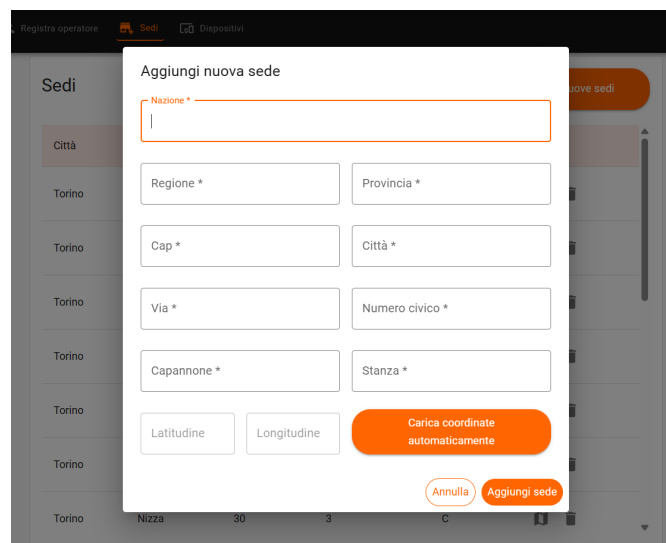 Registra operatore Sedi Dispositivi
Aggiungi nuova sede
Sedi
uove sedi
Nazione *
Città
Regione * Provincia *
Torino
Cap * Città *
Torino
Via * Numero civico *
Torino
Torino
Capannone * Stanza *
Torino
Latitudine Longitudine Carica coordinate
automaticamente
Torino
Annulla Aggiungi sede
Torino Nizza 30 3 C